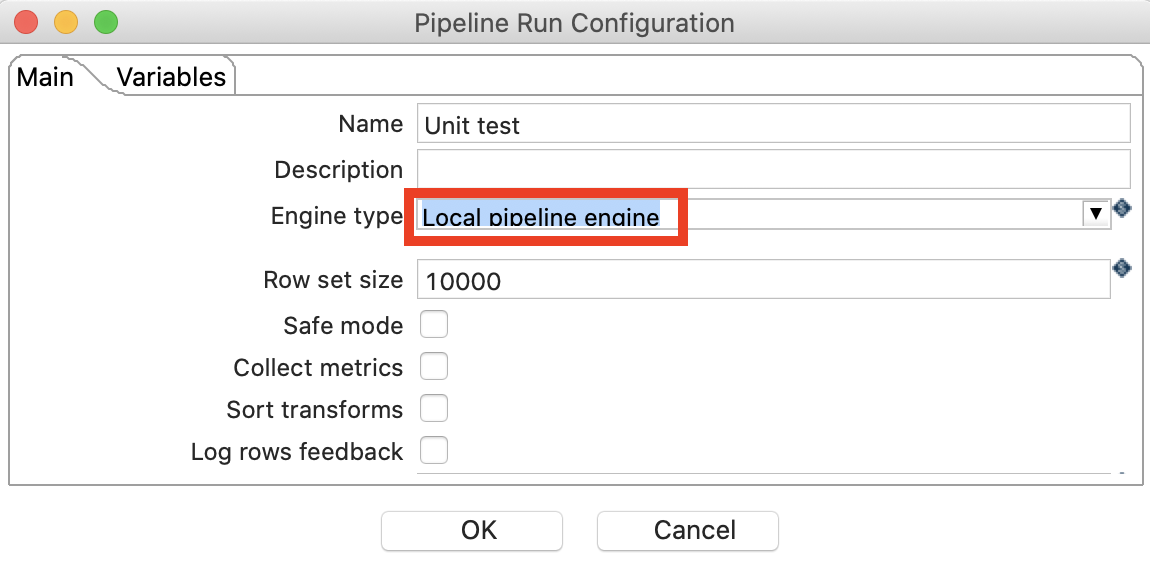 Pipeline Run Configuration
Main Variables
Name Unit test
Description
Engine type Local pipeline engine
Row set size 10000
Safe mode
Collect metrics
Sort transforms
Log rows feedback
OK Cancel